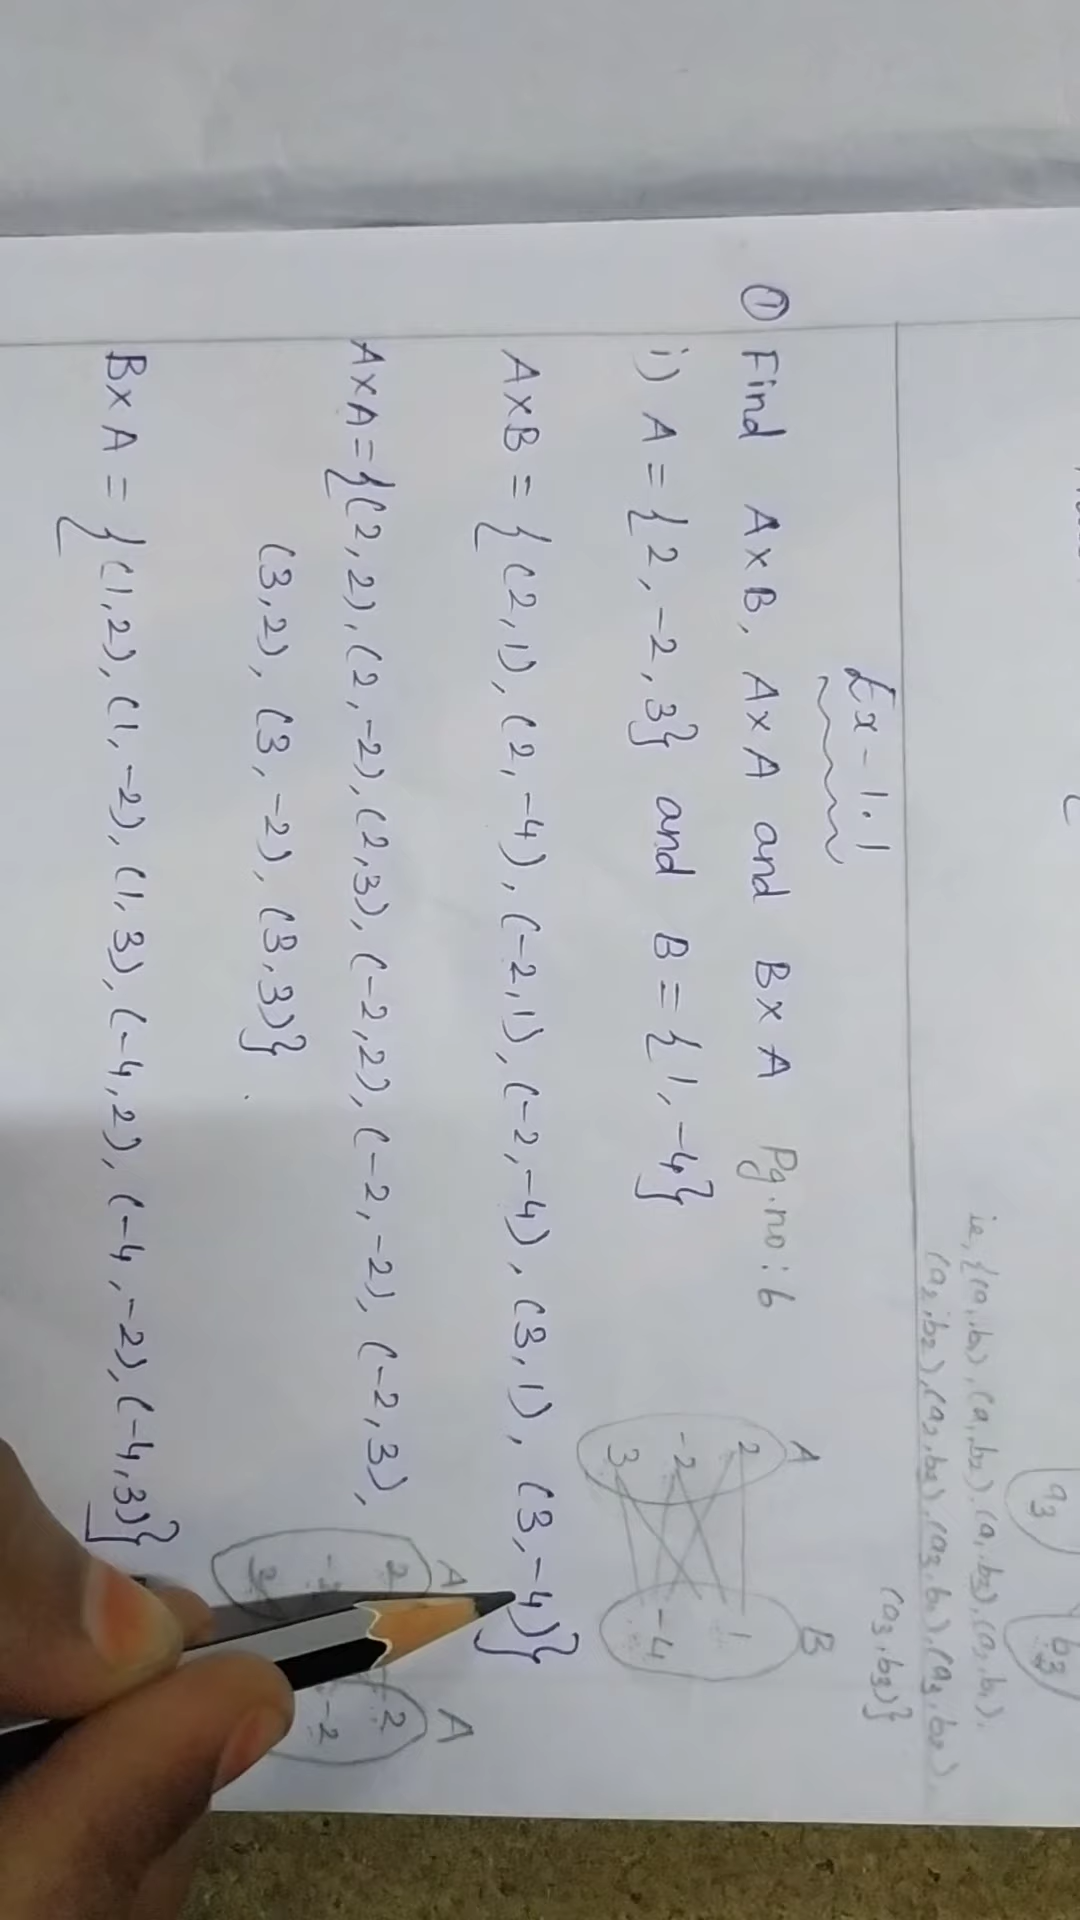 ie, {(a₁,b₁), (a₁,b₂), (a₁,b₃), (a₂,b₁),
(a₂,b₂), (a₂,b₃), (a₃,b₁), (a₃,b₂),
(a₃,b₃)}
a3
b3
Ex-1.1
① Find A×B, A×A and B×A Pg.no:6
i) A = {2, -2, 3} and B = {1, -4}
A B
2 1
-2 -4
3
A×B = {(2,1), (2,-4), (-2,1), (-2,-4), (3,1), (3,-4)}
A×A = {(2,2), (2,-2), (2,3), (-2,2), (-2,-2), (-2,3),
(3,2), (3,-2), (3,3)}
A A
2 2
-2 -2
3
B×A = {(1,2), (1,-2), (1,3), (-4,2), (-4,-2), (-4,3)}